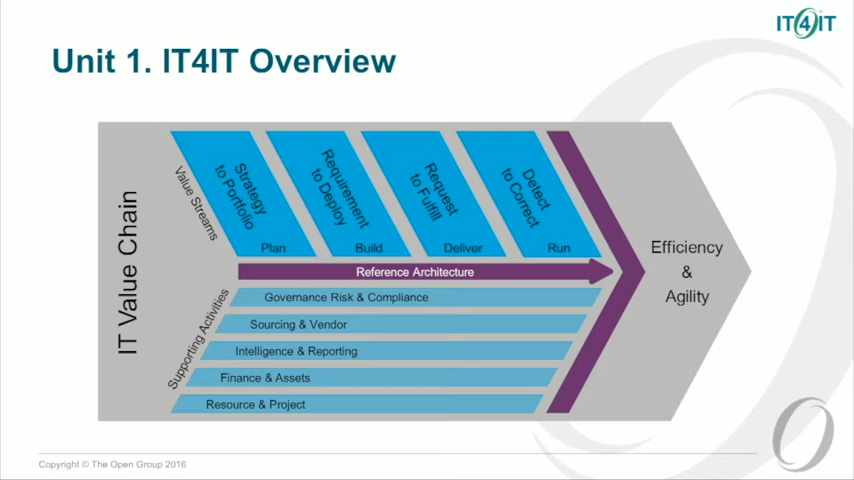 IT4IT
Unit 1. IT4IT Overview
IT Value Chain
Value Streams
Strategy
to Portfolio
Plan
Requirement
to Deploy
Build
Request
to Fulfill
Deliver
Detect
to Correct
Run
Reference Architecture
Efficiency
&
Agility
Supporting Activities
Governance Risk & Compliance
Sourcing & Vendor
Intelligence & Reporting
Finance & Assets
Resource & Project
Copyright © The Open Group 2016